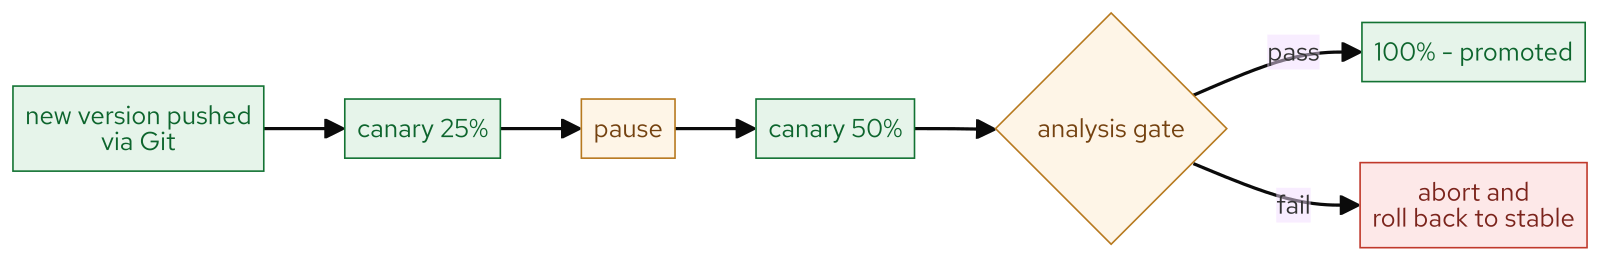 new version pushed
via Git
canary 25%
pause
canary 50%
analysis gate
pass
100% - promoted
fail
abort and
roll back to stable